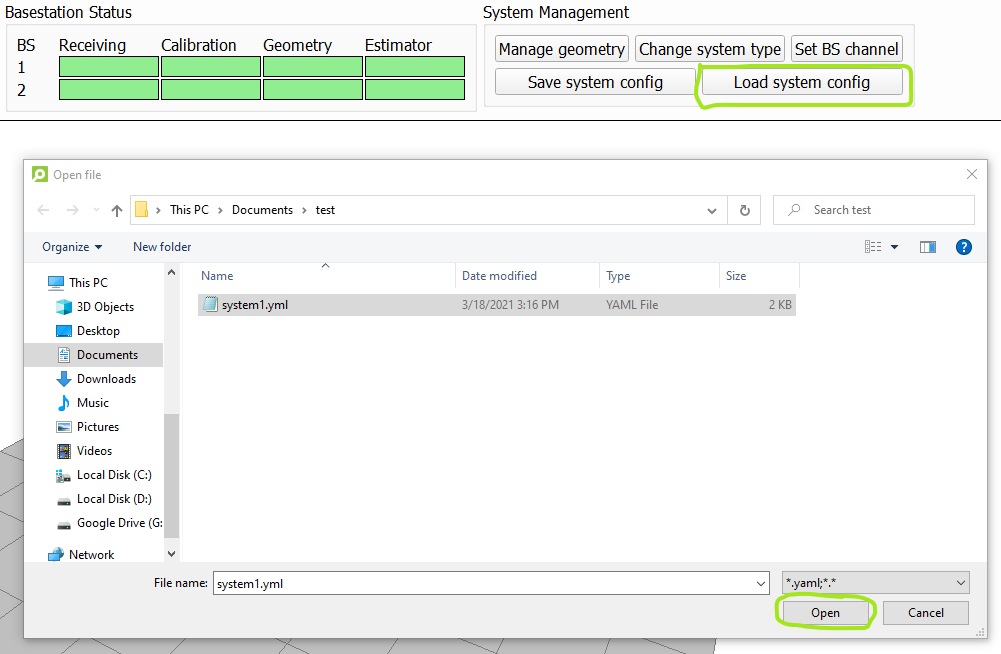 Basestation Status
System Management
BS Receiving Calibration Geometry Estimator
1
2
Manage geometry Change system type Set BS channel
Save system config Load system config
Open file
This PC › Documents › test
Search test
Organize New folder
?
Name Date modified Type Size
system1.yml 3/18/2021 3:16 PM YAML File 2 KB
This PC
3D Objects
Desktop
Documents
Downloads
Music
Pictures
Videos
Local Disk (C:)
Local Disk (D:)
Google Drive (G:
Network
File name: system1.yml *.yaml;*.*
Open Cancel